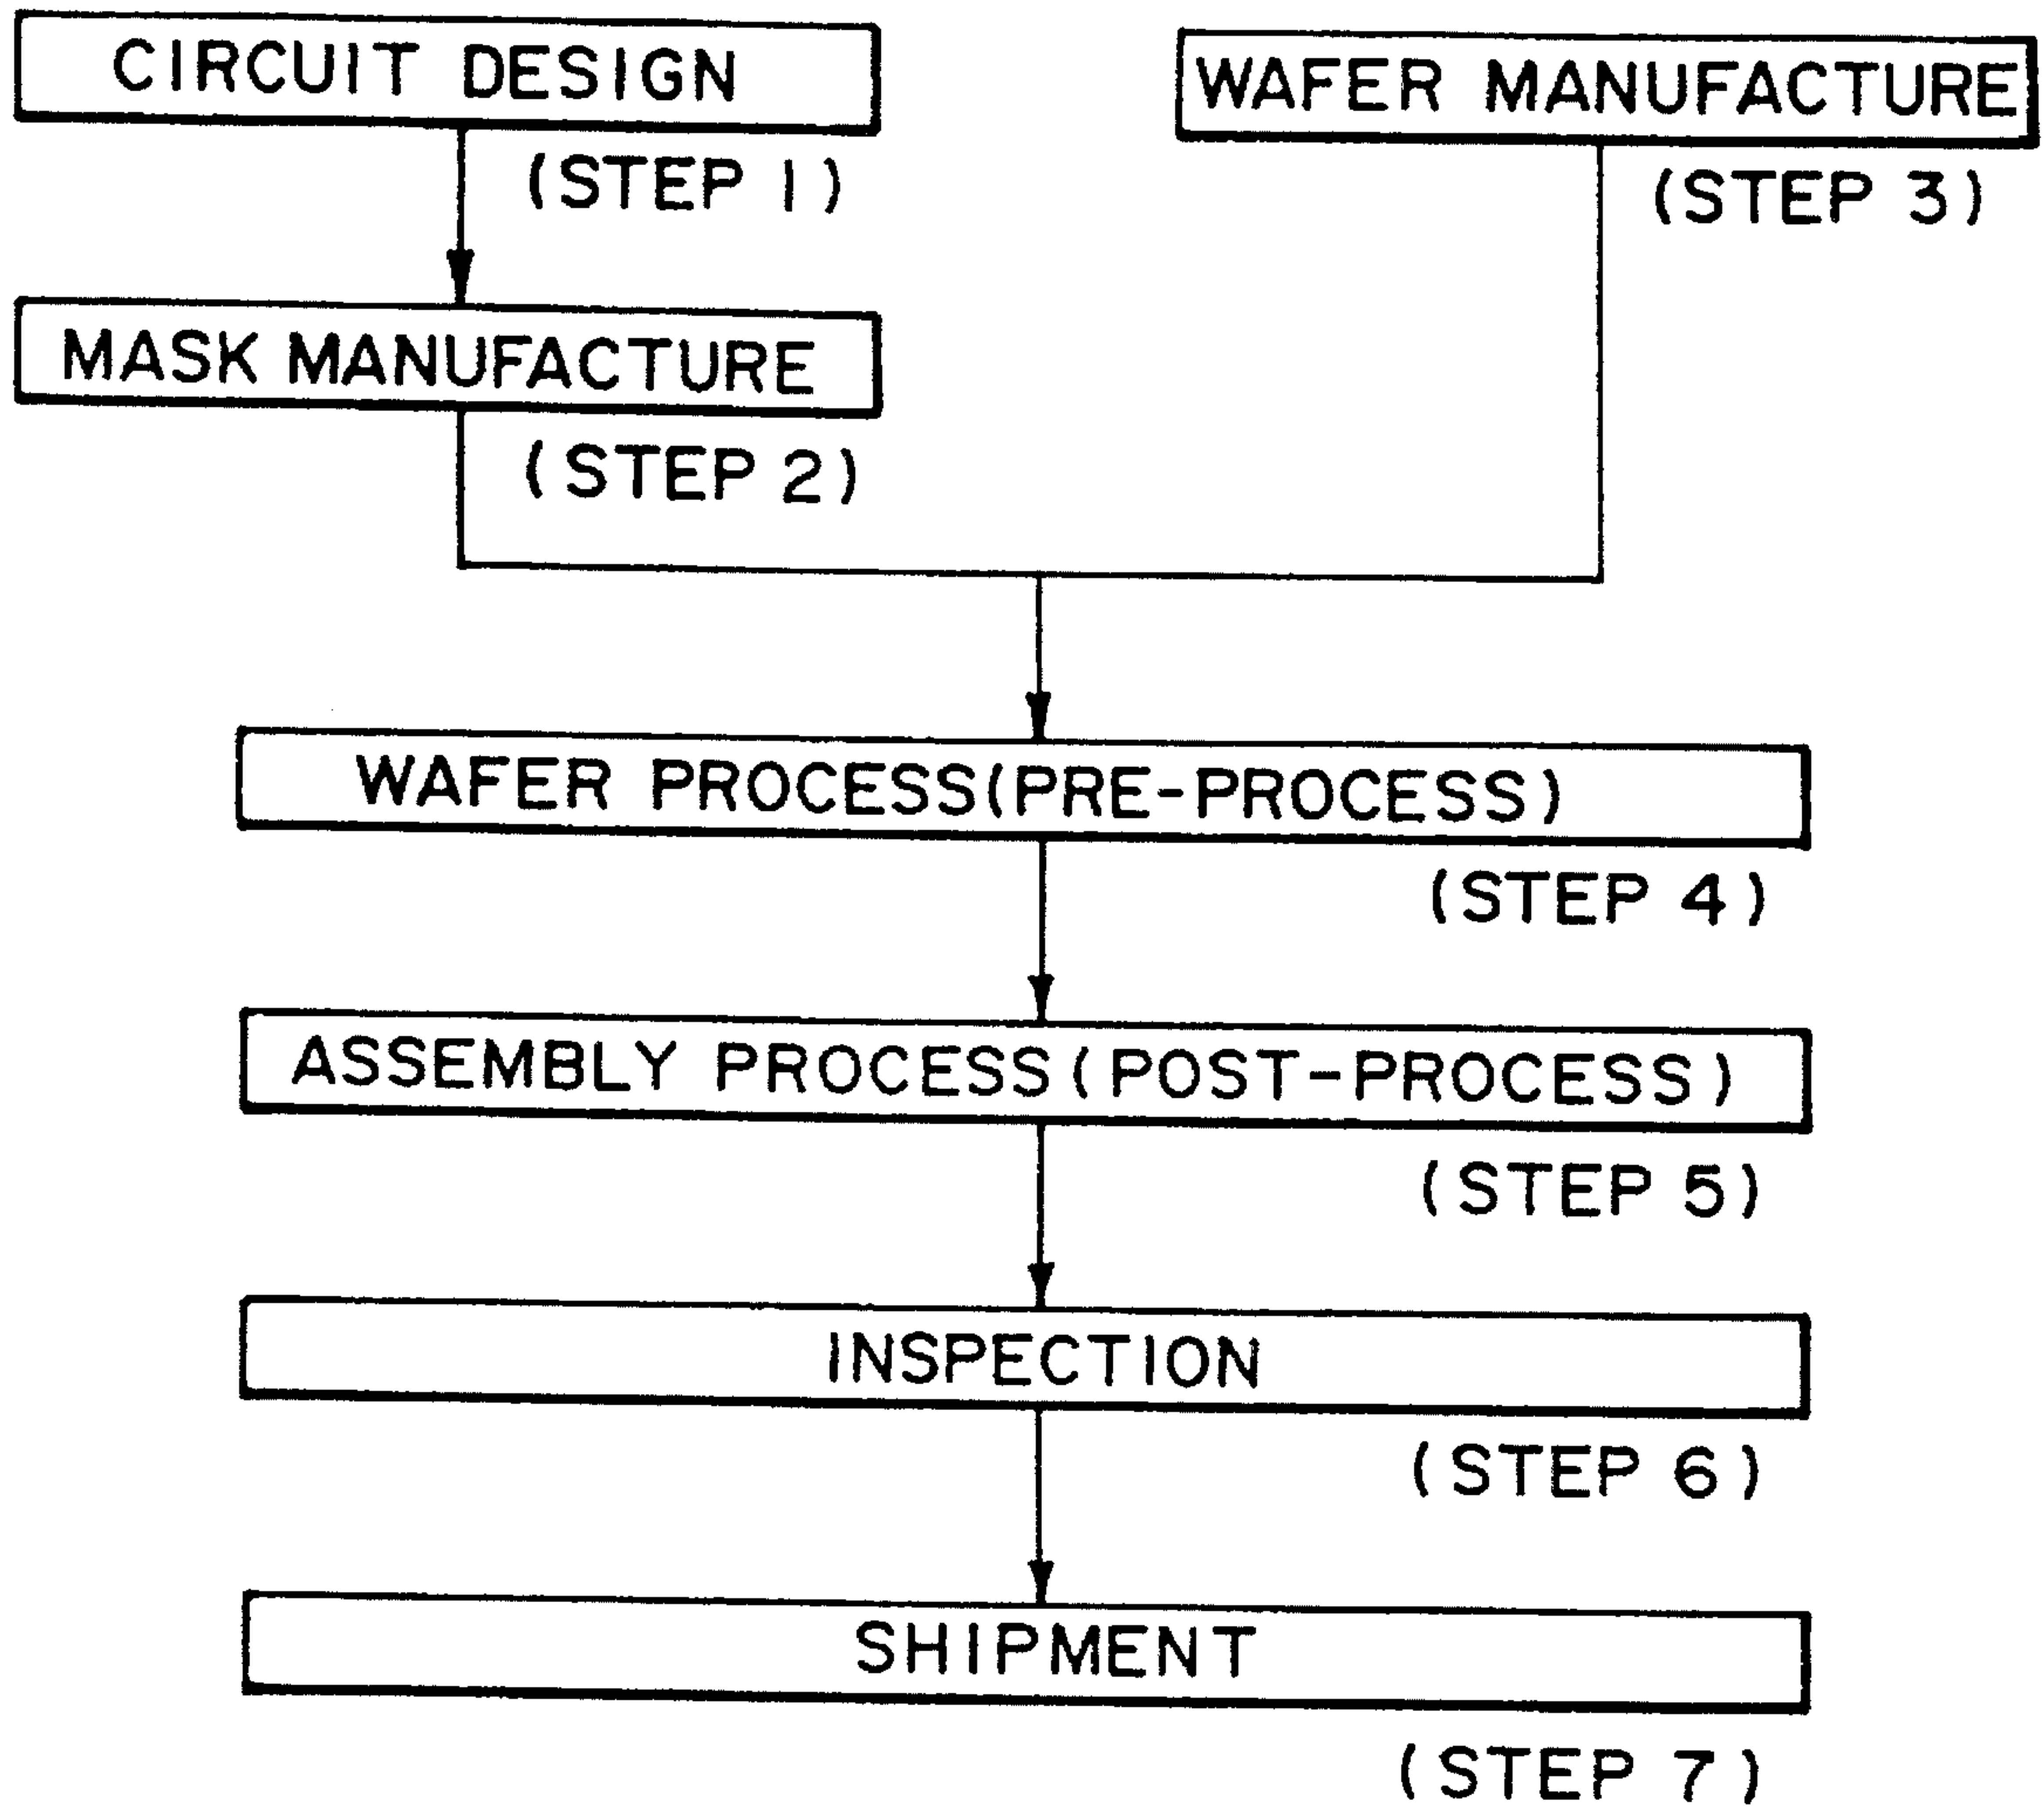 CIRCUIT DESIGN
(STEP 1)
WAFER MANUFACTURE
(STEP 3)
MASK MANUFACTURE
(STEP 2)
WAFER PROCESS(PRE-PROCESS)
(STEP 4)
ASSEMBLY PROCESS(POST-PROCESS)
(STEP 5)
INSPECTION
(STEP 6)
SHIPMENT
(STEP 7)